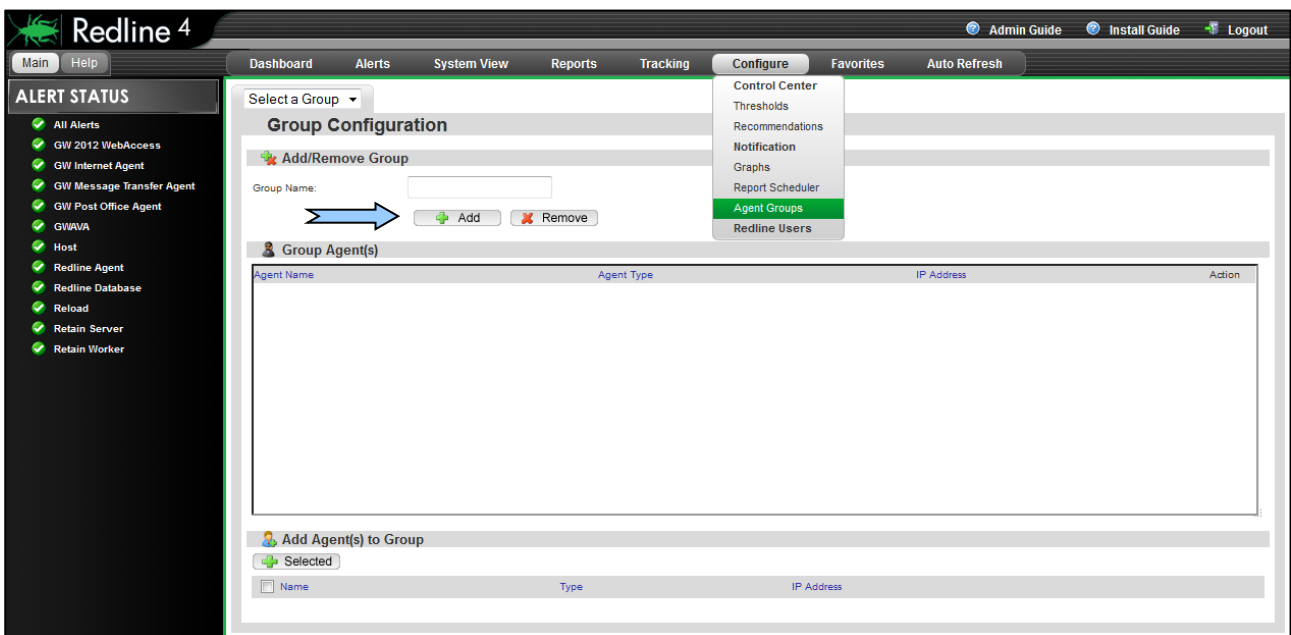 Redline 4
Admin Guide Install Guide Logout
Main Help
Dashboard Alerts System View Reports Tracking Configure Favorites Auto Refresh
ALERT STATUS
All Alerts
GW 2012 WebAccess
GW Internet Agent
GW Message Transfer Agent
GW Post Office Agent
GWAVA
Host
Redline Agent
Redline Database
Reload
Retain Server
Retain Worker
Select a Group
Control Center
Thresholds
Recommendations
Notification
Graphs
Report Scheduler
Agent Groups
Redline Users
Group Configuration
Add/Remove Group
Group Name:
Add Remove
Group Agent(s)
Agent Name Agent Type IP Address Action
Add Agent(s) to Group
Selected
Name Type IP Address